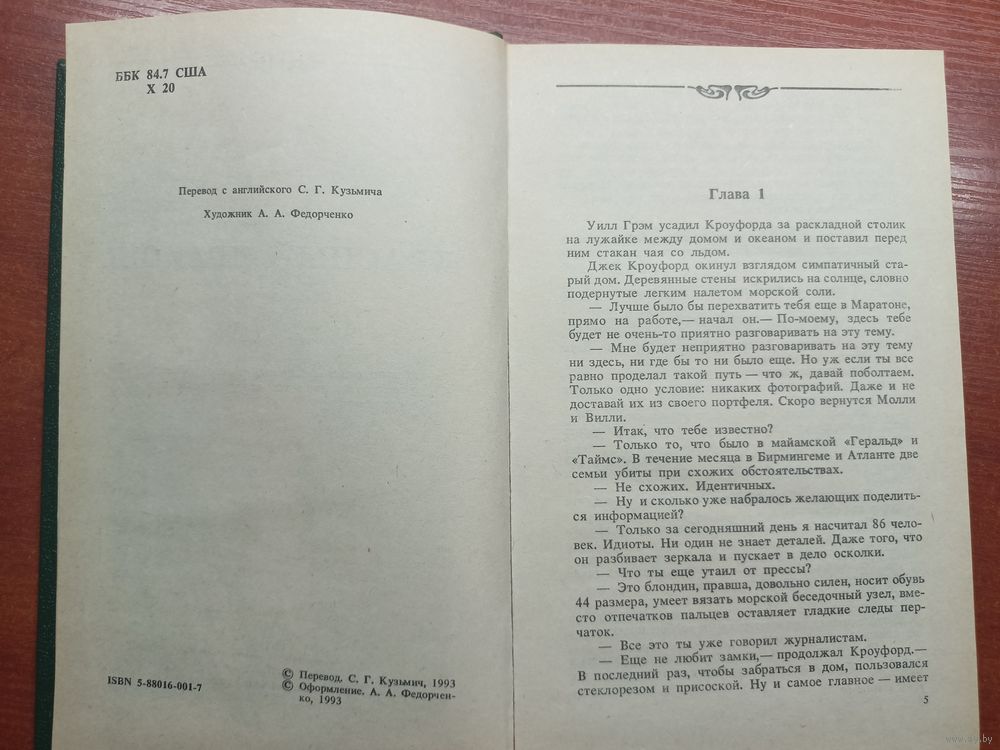 ББК 84.7 США
Х 20
Перевод с английского С. Г. Кузьмича
Художник А. А. Федорченко
ISBN 5-88016-001-7
© Перевод. С. Г. Кузьмич, 1993
© Оформление. А. А. Федорчен-
ко, 1993
Глава 1
Уилл Грэм усадил Кроуфорда за раскладной столик
на лужайке между домом и океаном и поставил перед
ним стакан чая со льдом.
Джек Кроуфорд окинул взглядом симпатичный ста-
рый дом. Деревянные стены искрились на солнце, словно
подернутые легким налетом морской соли.
— Лучше было бы перехватить тебя еще в Маратоне,
прямо на работе,— начал он.— По-моему, здесь тебе
будет не очень-то приятно разговаривать на эту тему.
— Мне будет неприятно разговаривать на эту тему
ни здесь, ни где бы то ни было еще. Но уж если ты все
равно проделал такой путь — что ж, давай поболтаем.
Только одно условие: никаких фотографий. Даже и не
доставай их из своего портфеля. Скоро вернутся Молли
и Вилли.
— Итак, что тебе известно?
— Только то, что было в майамской «Геральд» и
«Таймс». В течение месяца в Бирмингеме и Атланте две
семьи убиты при схожих обстоятельствах.
— Не схожих. Идентичных.
— Ну и сколько уже набралось желающих поделить-
ся информацией?
— Только за сегодняшний день я насчитал 86 чело-
век. Идиоты. Ни один не знает деталей. Даже того, что
он разбивает зеркала и пускает в дело осколки.
— Что ты еще утаил от прессы?
— Это блондин, правша, довольно силен, носит обувь
44 размера, умеет вязать морской беседочный узел, вме-
сто отпечатков пальцев оставляет гладкие следы пер-
чаток.
— Все это ты уже говорил журналистам.
— Еще не любит замки,— продолжал Кроуфорд.—
В последний раз, чтобы забраться в дом, пользовался
стеклорезом и присоской. Ну и самое главное — имеет
5